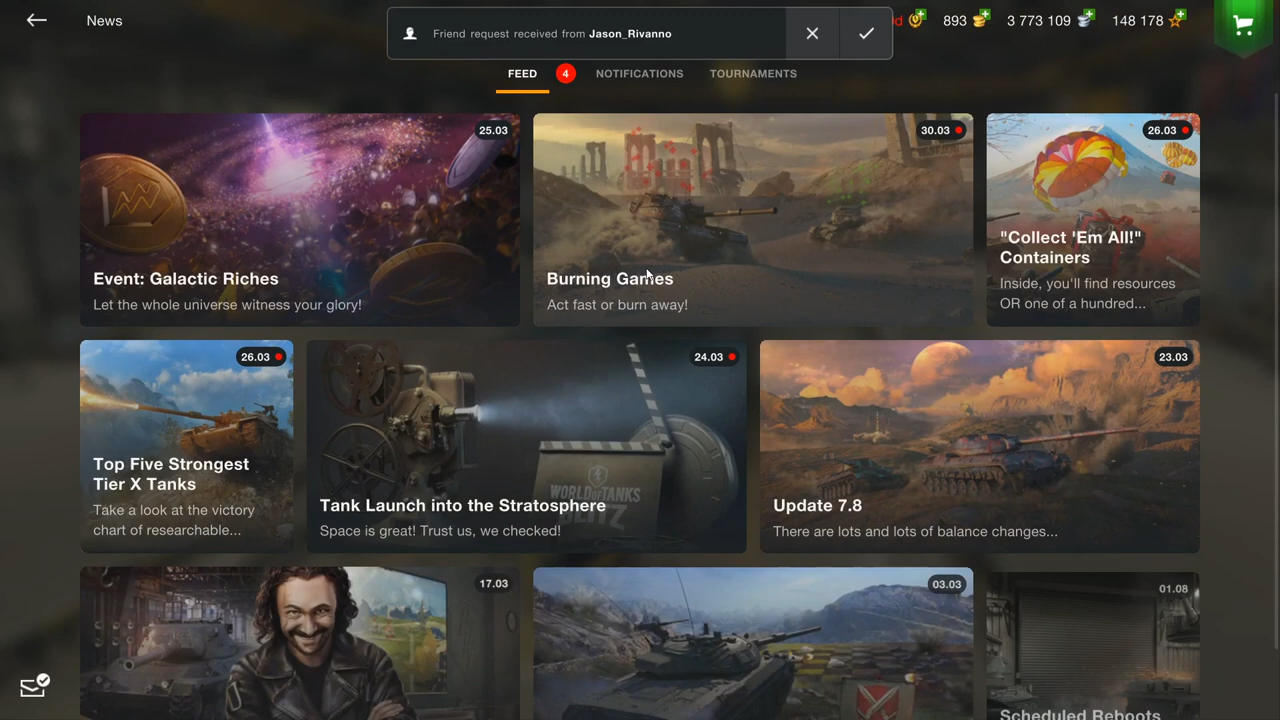 News
Friend request received from Jason_Rivanno
893
3 773 109
148 178
FEED
4
NOTIFICATIONS
TOURNAMENTS
25.03
Event: Galactic Riches
Let the whole universe witness your glory!
30.03
Burning Games
Act fast or burn away!
26.03
"Collect 'Em All!"
Containers
Inside, you'll find resources
OR one of a hundred...
26.03
Top Five Strongest
Tier X Tanks
Take a look at the victory
chart of researchable...
24.03
WORLD OF TANKS
BLITZ
Tank Launch into the Stratosphere
Space is great! Trust us, we checked!
23.03
Update 7.8
There are lots and lots of balance changes...
17.03
03.03
01.08
Scheduled Reboots